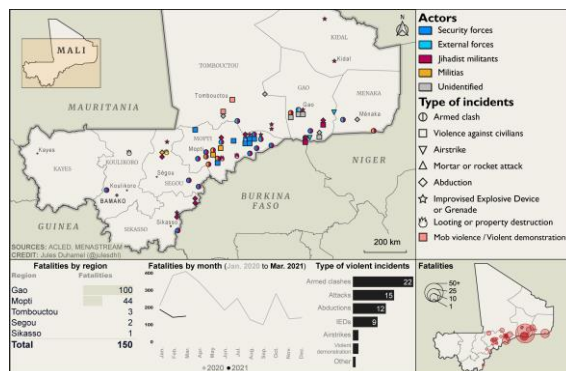 MALI
KIDAL
Kidal
TOMBOUCTOU
GAO
MENAKA
Gao
Ménaka
Tombouctou
MAURITANIA
MOPTI
Mopti
NIGER
Kayes
KAYES
KOULIKORO
Ségou
SEGOU
Koulikoro
BAMAKO
BURKINA
FASO
Sikasso
SIKASSO
GUINEA
SOURCES: ACLED, MENASTREAM
CREDIT: Jules Duhamel (@julesdhl)
200 km
N
Actors
Security forces
External forces
Jihadist militants
Militias
Unidentified
Type of incidents
Armed clash
Violence against civilians
Airstrike
Mortar or rocket attack
Abduction
Improvised Explosive Device
or Grenade
Looting or property destruction
Mob violence / Violent demonstration
Fatalities by region
Region Fatalities
Gao 100
Mopti 44
Tombouctou 3
Segou 2
Sikasso 1
Total 150
Fatalities by month (Jan. 2020 to Mar. 2021)
400
300
200
100
0
2020 2021
Type of violent incidents
Armed clashes 22
Attacks 15
Abductions 12
IEDs 9
Airstrikes
Violent
demonstration
Other
Fatalities
50+
25
10
1